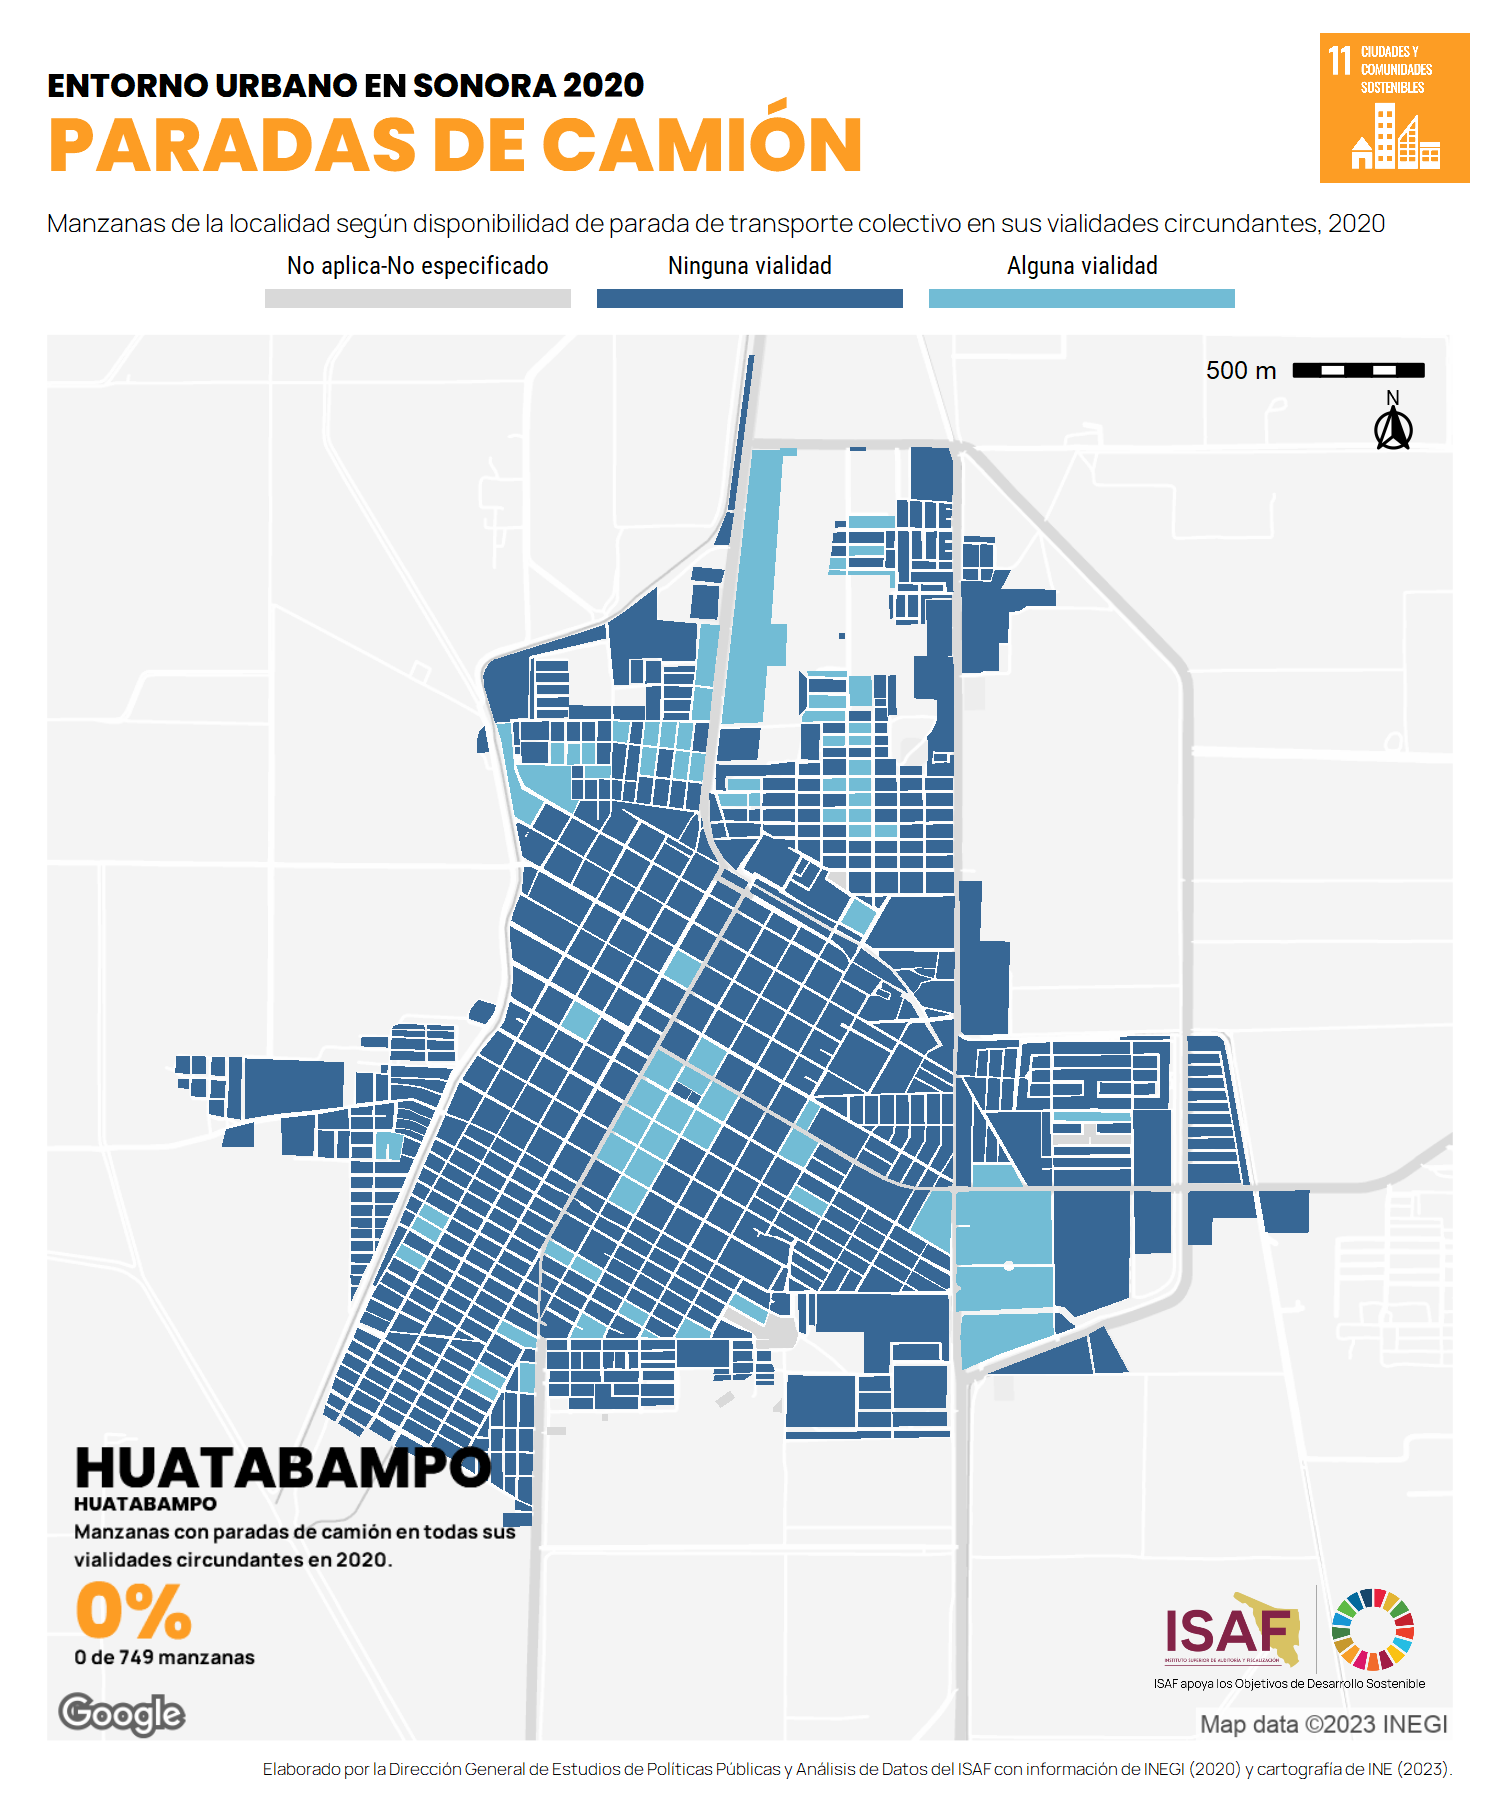 ENTORNO URBANO EN SONORA 2020
PARADAS DE CAMIÓN
11 CIUDADES Y
COMUNIDADES
SOSTENIBLES
Manzanas de la localidad según disponibilidad de parada de transporte colectivo en sus vialidades circundantes, 2020
No aplica-No especificado
Ninguna vialidad
Alguna vialidad
500 m
N
HUATABAMPO
HUATABAMPO
Manzanas con paradas de camión en todas sus
vialidades circundantes en 2020.
0%
0 de 749 manzanas
Google
ISAF
INSTITUTO SUPERIOR DE AUDITORÍA Y FISCALIZACIÓN
ISAF apoya los Objetivos de Desarrollo Sostenible
Map data ©2023 INEGI
Elaborado por la Dirección General de Estudios de Políticas Públicas y Análisis de Datos del ISAF con información de INEGI (2020) y cartografía de INE (2023).